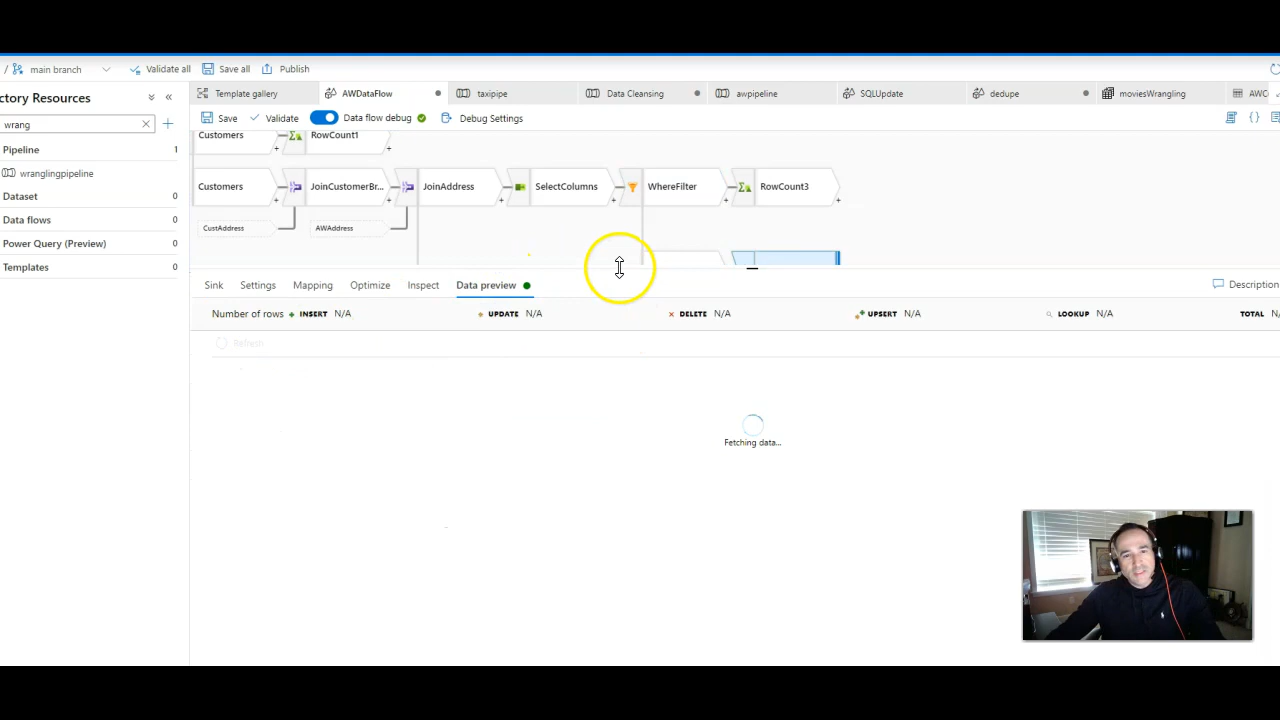 / main branch Validate all Save all Publish
ctory Resources
Template gallery AWDataFlow taxipipe Data Cleansing awpipeline SQLUpdate dedupe moviesWrangling AWC
wrang
Save Validate Data flow debug Debug Settings
Pipeline 1
wranglingpipeline
Dataset 0
Data flows 0
Power Query (Preview) 0
Templates 0
Customers RowCount1
Customers JoinCustomerBr... JoinAddress SelectColumns WhereFilter RowCount3
CustAddress AWAddress
Sink Settings Mapping Optimize Inspect Data preview Description
Number of rows INSERT N/A UPDATE N/A DELETE N/A UPSERT N/A LOOKUP N/A TOTAL N/
Refresh
Fetching data...